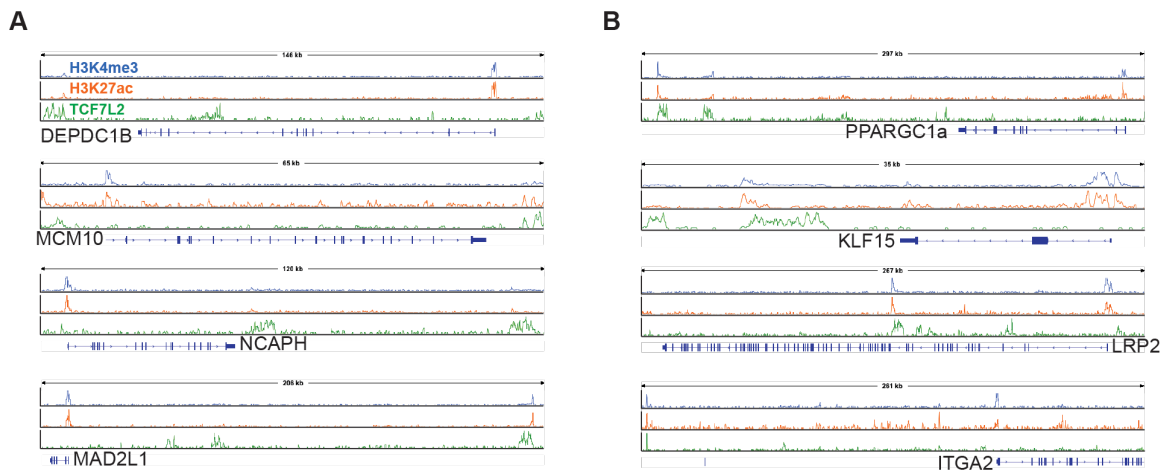 A
146 kb
H3K4me3
H3K27ac
TCF7L2
DEPDC1B
65 kb
MCM10
120 kb
NCAPH
206 kb
MAD2L1
B
297 kb
PPARGC1a
35 kb
KLF15
267 kb
LRP2
261 kb
ITGA2